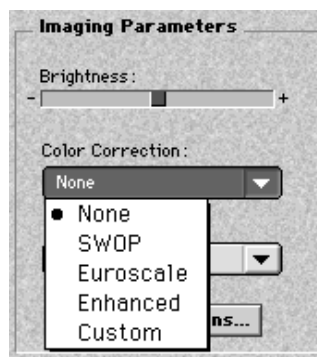 Imaging Parameters
Brightness:
- +
Color Correction:
None
None
SWOP
Euroscale
Enhanced
Custom
ns...